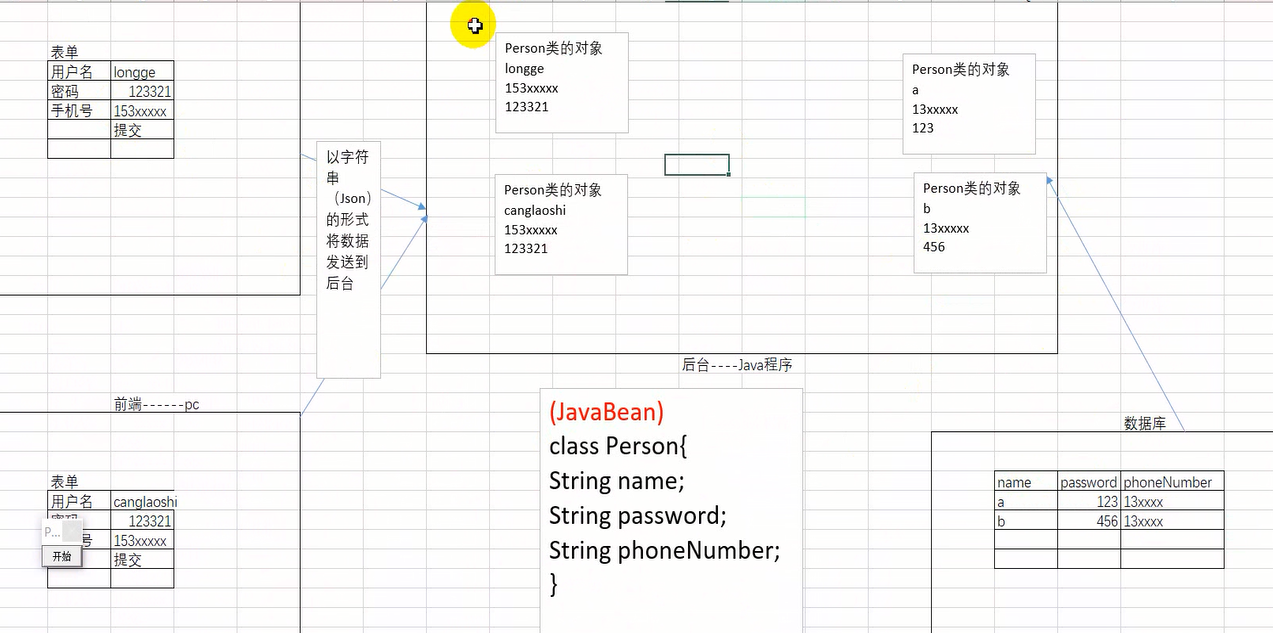 表单
用户名 longge
密码 123321
手机号 153xxxxx
提交
前端------pc
表单
用户名 canglaoshi
123321
号 153xxxxx
提交
P...
开始
以字符
串
（Json）
的形式
将数据
发送到
后台
Person类的对象
longge
153xxxxx
123321
Person类的对象
canglaoshi
153xxxxx
123321
Person类的对象
a
13xxxxx
123
Person类的对象
b
13xxxxx
456
后台----Java程序
(JavaBean)
class Person{
String name;
String password;
String phoneNumber;
}
数据库
name password phoneNumber
a 123 13xxxx
b 456 13xxxx